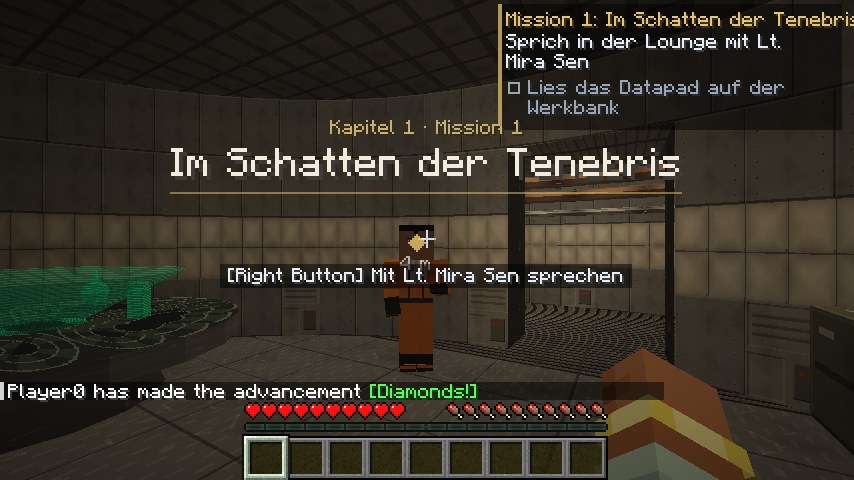 Mission 1: Im Schatten der Tenebris
Sprich in der Lounge mit Lt.
Mira Sen
Lies das Datapad auf der
Werkbank
Kapitel 1 · Mission 1
Im Schatten der Tenebris
4 m
[Right Button] Mit Lt. Mira Sen sprechen
Player0 has made the advancement [Diamonds!]